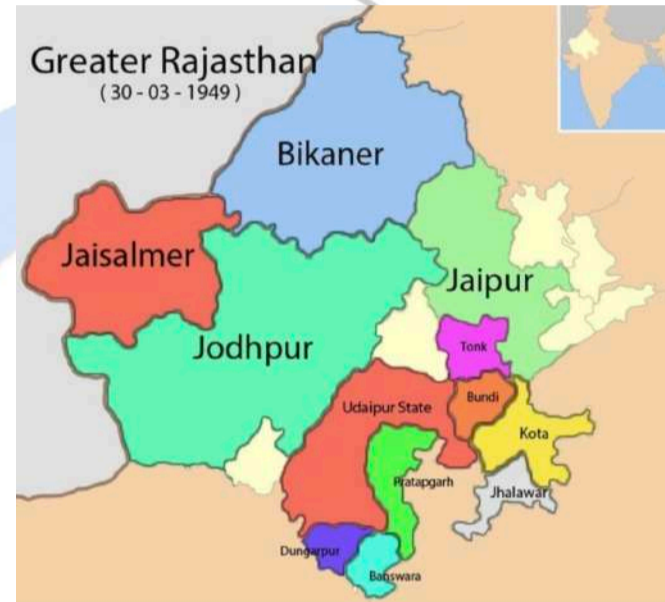 Greater Rajasthan
( 30 - 03 - 1949 )
Bikaner
Jaisalmer
Jaipur
Jodhpur
Tonk
Bundi
Udaipur State
Kota
Pratapgarh
Jhalawar
Dungarpur
Banswara